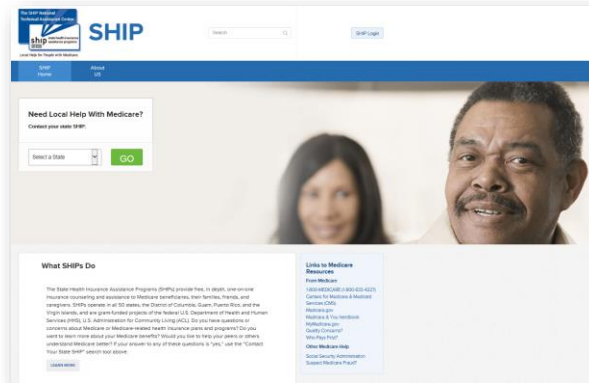 The SHIP National
Technical Assistance Center
ship
state health insurance
assistance programs
Local Help for People with Medicare
SHIP
Search
SHIP Login
SHIP
Home
About
US
Need Local Help With Medicare?
Contact your state SHIP.
Select a State
GO
What SHIPs Do
The State Health Insurance Assistance Programs (SHIPs) provide free, in depth, one-on-one
insurance counseling and assistance to Medicare beneficiaries, their families, friends, and
caregivers. SHIPs operate in all 50 states, the District of Columbia, Guam, Puerto Rico, and the
Virgin Islands, and are grant-funded projects of the federal U.S. Department of Health and Human
Services (HHS), U.S. Administration for Community Living (ACL). Do you have questions or
concerns about Medicare or Medicare-related health insurance plans and programs? Do you
want to learn more about your Medicare benefits? Would you like to help your peers or others
understand Medicare better? If your answer to any of these questions is "yes," use the "Contact
Your State SHIP" search tool above.
LEARN MORE
Links to Medicare
Resources
From Medicare
1-800-MEDICARE (1-800-633-4227)
Centers for Medicare & Medicaid
Services (CMS)
Medicare.gov
Medicare & You Handbook
MyMedicare.gov
Quality Concerns?
Who Pays First?
Other Medicare Help
Social Security Administration
Suspect Medicare Fraud?